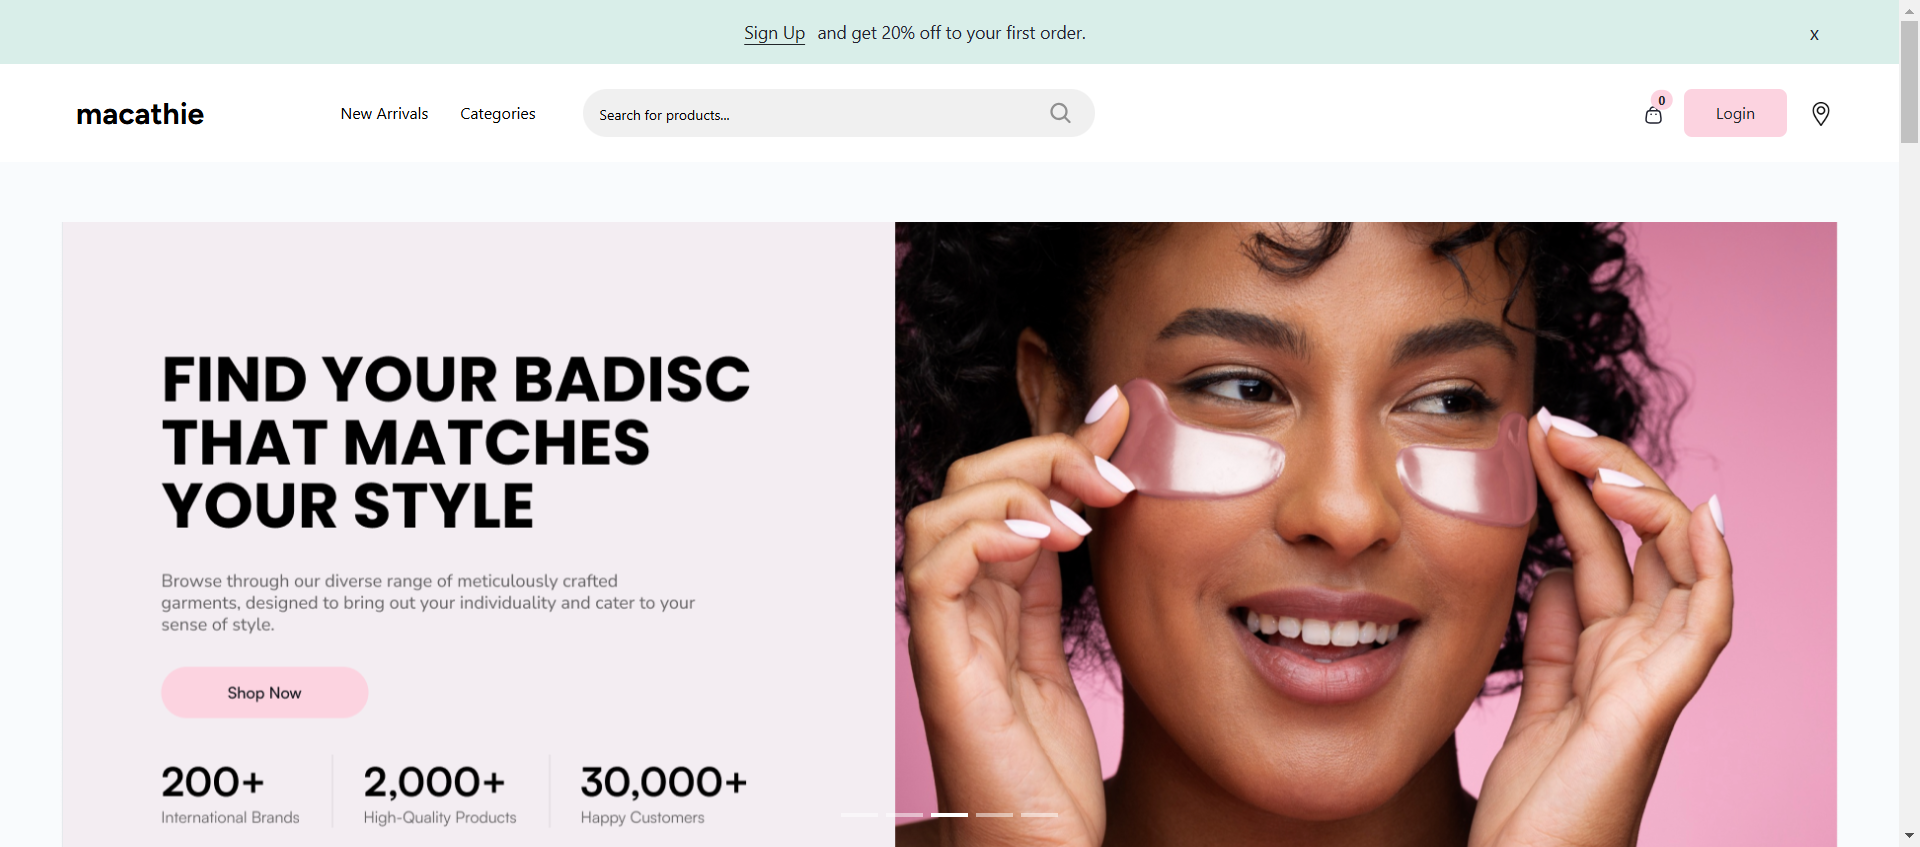 Sign Up and get 20% off to your first order.
x
macathie
New Arrivals
Categories
Search for products...
0
Login
FIND YOUR BADISC
THAT MATCHES
YOUR STYLE
Browse through our diverse range of meticulously crafted
garments, designed to bring out your individuality and cater to your
sense of style.
Shop Now
200+
International Brands
2,000+
High-Quality Products
30,000+
Happy Customers